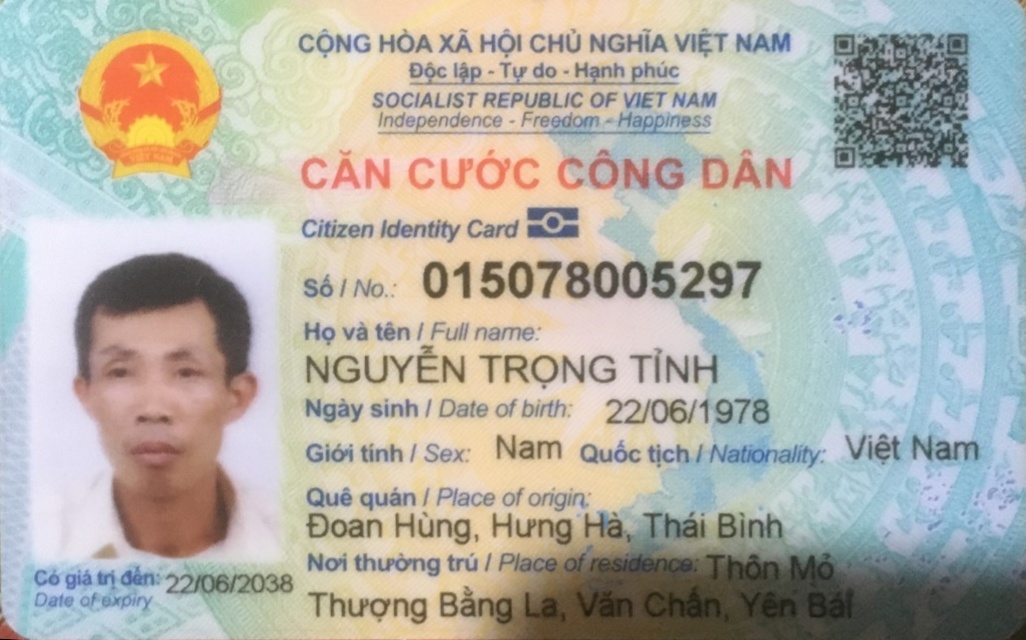 CỘNG HÒA XÃ HỘI CHỦ NGHĨA VIỆT NAM
Độc lập - Tự do - Hạnh phúc
SOCIALIST REPUBLIC OF VIET NAM
Independence - Freedom - Happiness
CĂN CƯỚC CÔNG DÂN
Citizen Identity Card
Số / No.: 015078005297
Họ và tên / Full name:
NGUYỄN TRỌNG TỈNH
Ngày sinh / Date of birth: 22/06/1978
Giới tính / Sex: Nam Quốc tịch / Nationality: Việt Nam
Quê quán / Place of origin:
Đoan Hùng, Hưng Hà, Thái Bình
Nơi thường trú / Place of residence: Thôn Mỏ
Thượng Bằng La, Văn Chấn, Yên Bái
Có giá trị đến: 22/06/2038
Date of expiry